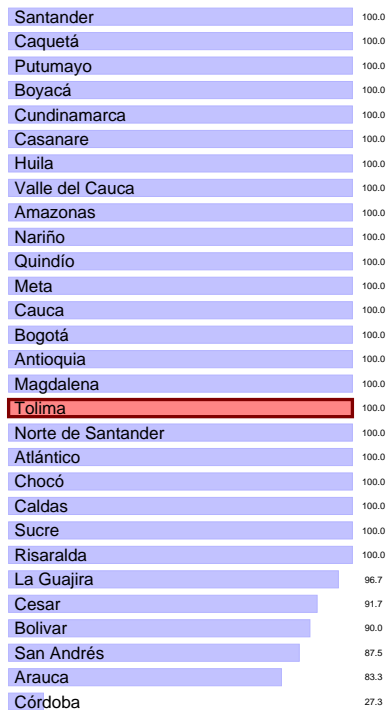 Santander 100.0
Caquetá 100.0
Putumayo 100.0
Boyacá 100.0
Cundinamarca 100.0
Casanare 100.0
Huila 100.0
Valle del Cauca 100.0
Amazonas 100.0
Nariño 100.0
Quindío 100.0
Meta 100.0
Cauca 100.0
Bogotá 100.0
Antioquia 100.0
Magdalena 100.0
Tolima 100.0
Norte de Santander 100.0
Atlántico 100.0
Chocó 100.0
Caldas 100.0
Sucre 100.0
Risaralda 100.0
La Guajira 96.7
Cesar 91.7
Bolivar 90.0
San Andrés 87.5
Arauca 83.3
Córdoba 27.3